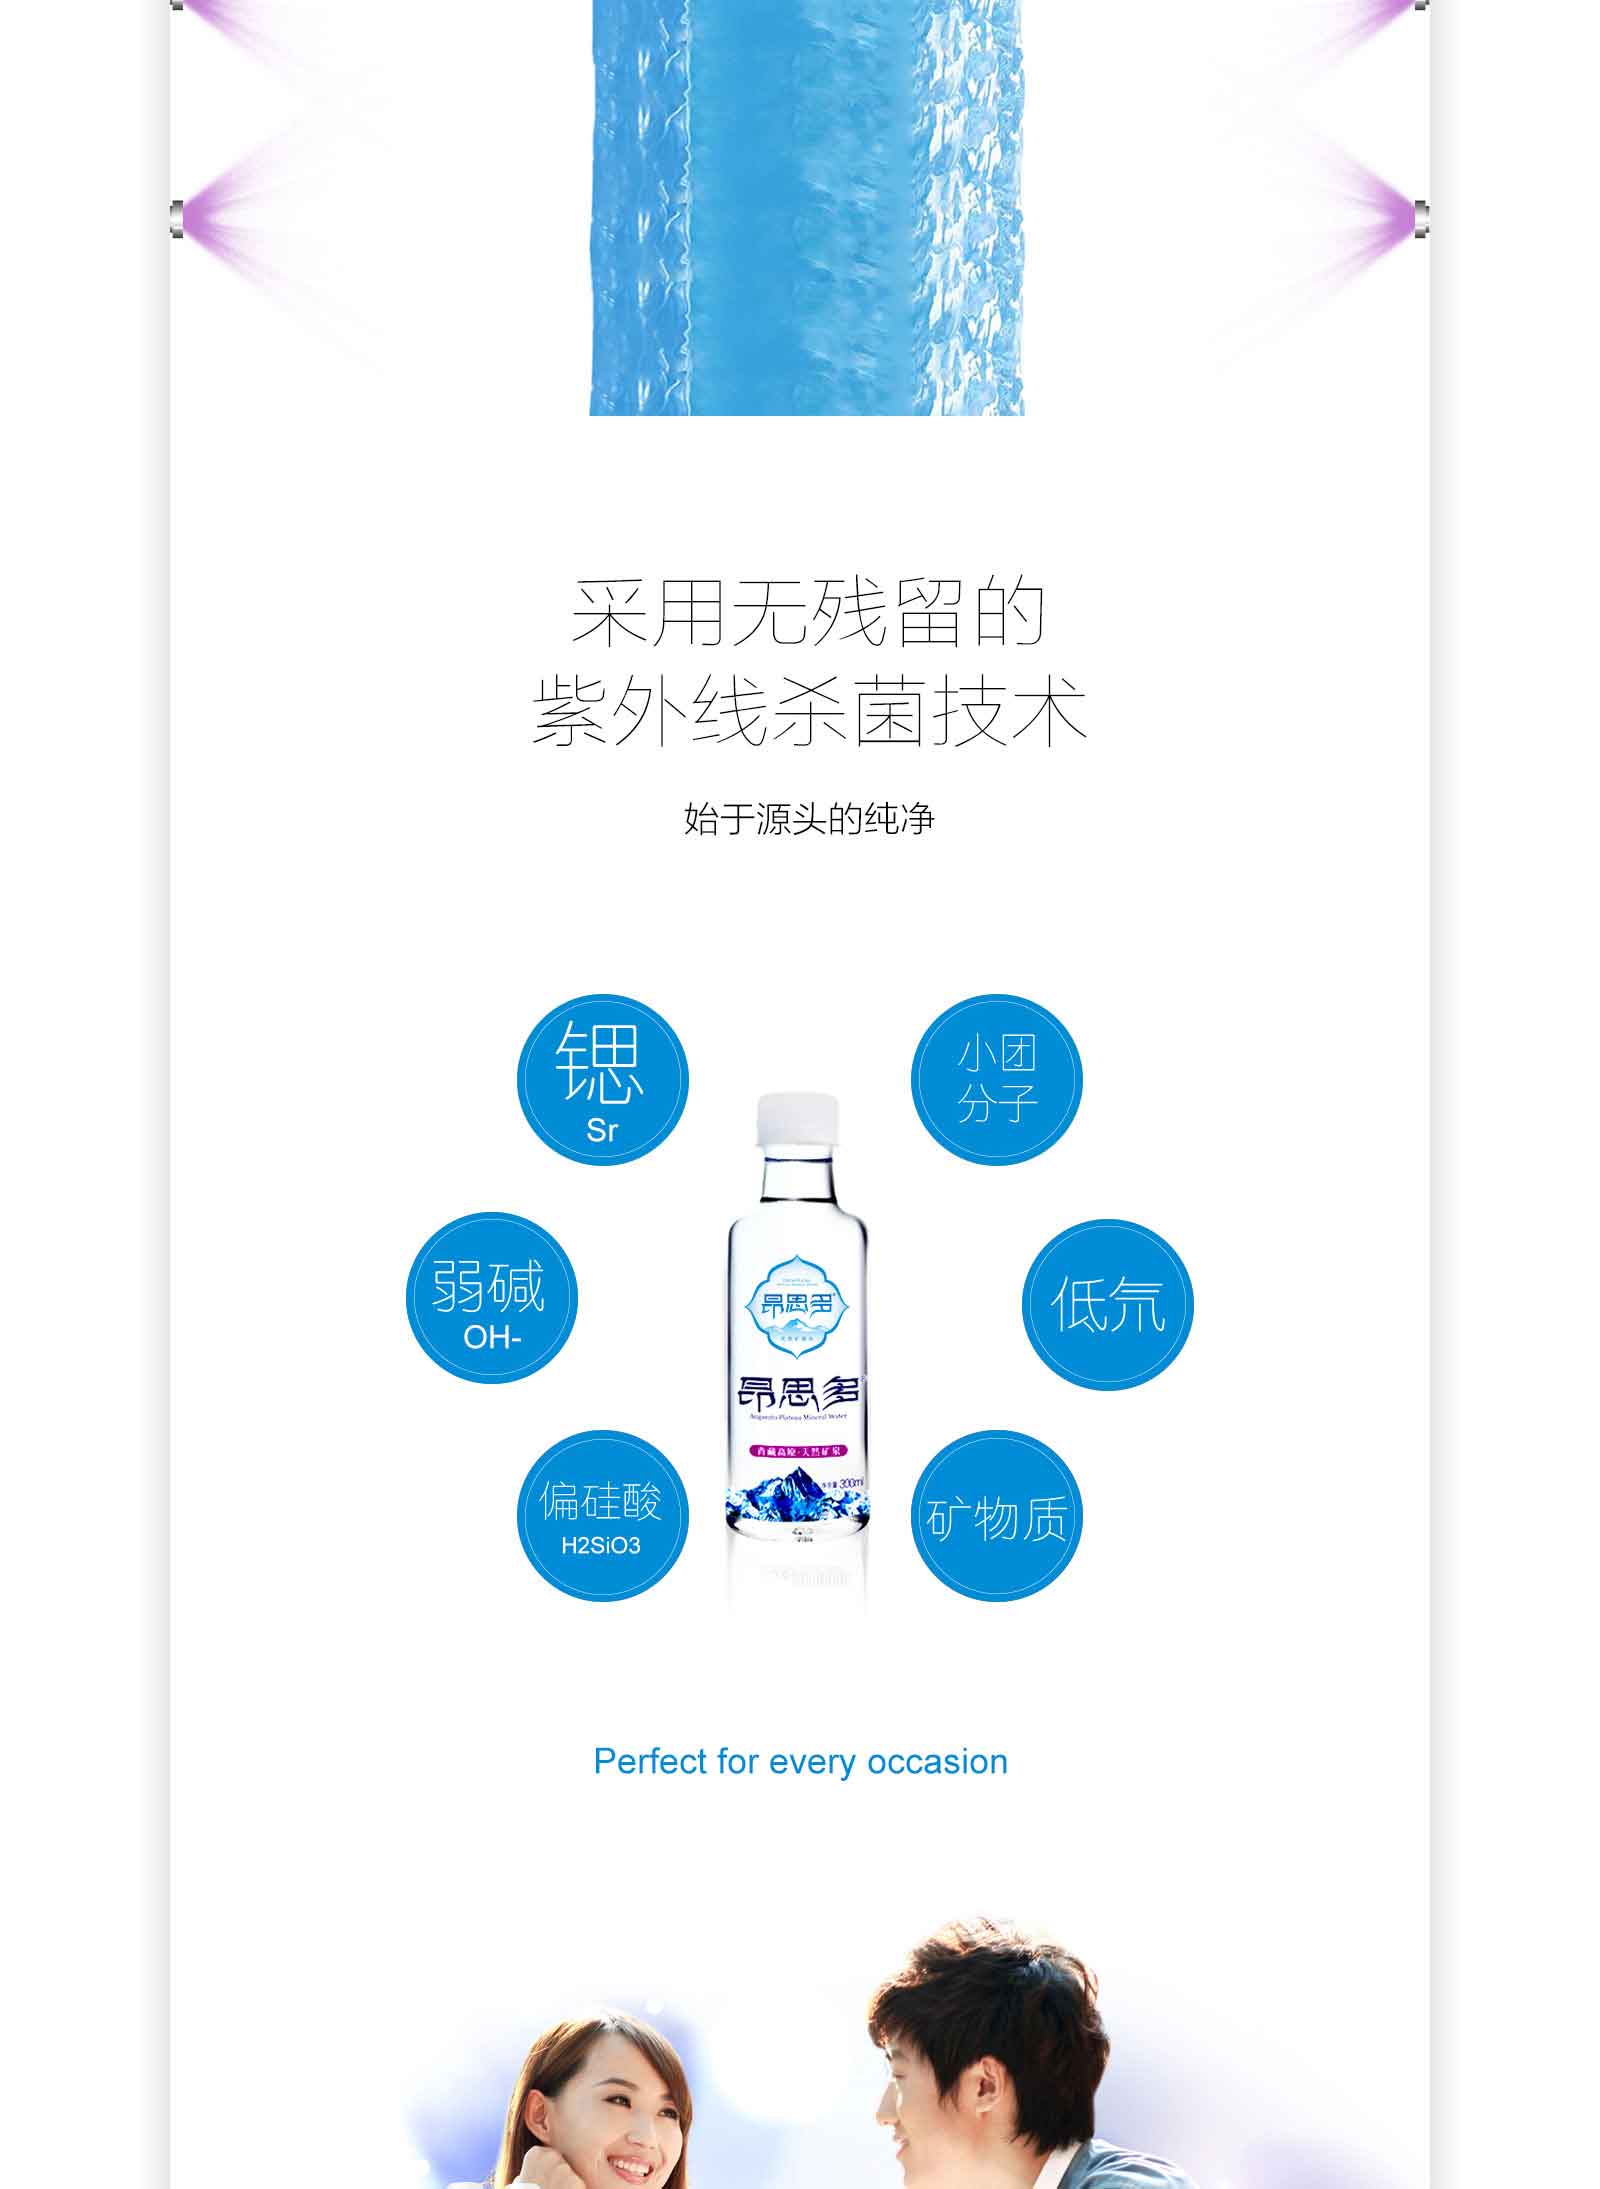 采用无残留的
紫外线杀菌技术
始于源头的纯净
锶
Sr
小团
分子
弱碱
OH-
低氘
偏硅酸
H2SiO3
矿物质
昂思多
昂思多
Plateau Mineral Water
青藏高原·天然矿泉
净含量 300ml
Perfect for every occasion